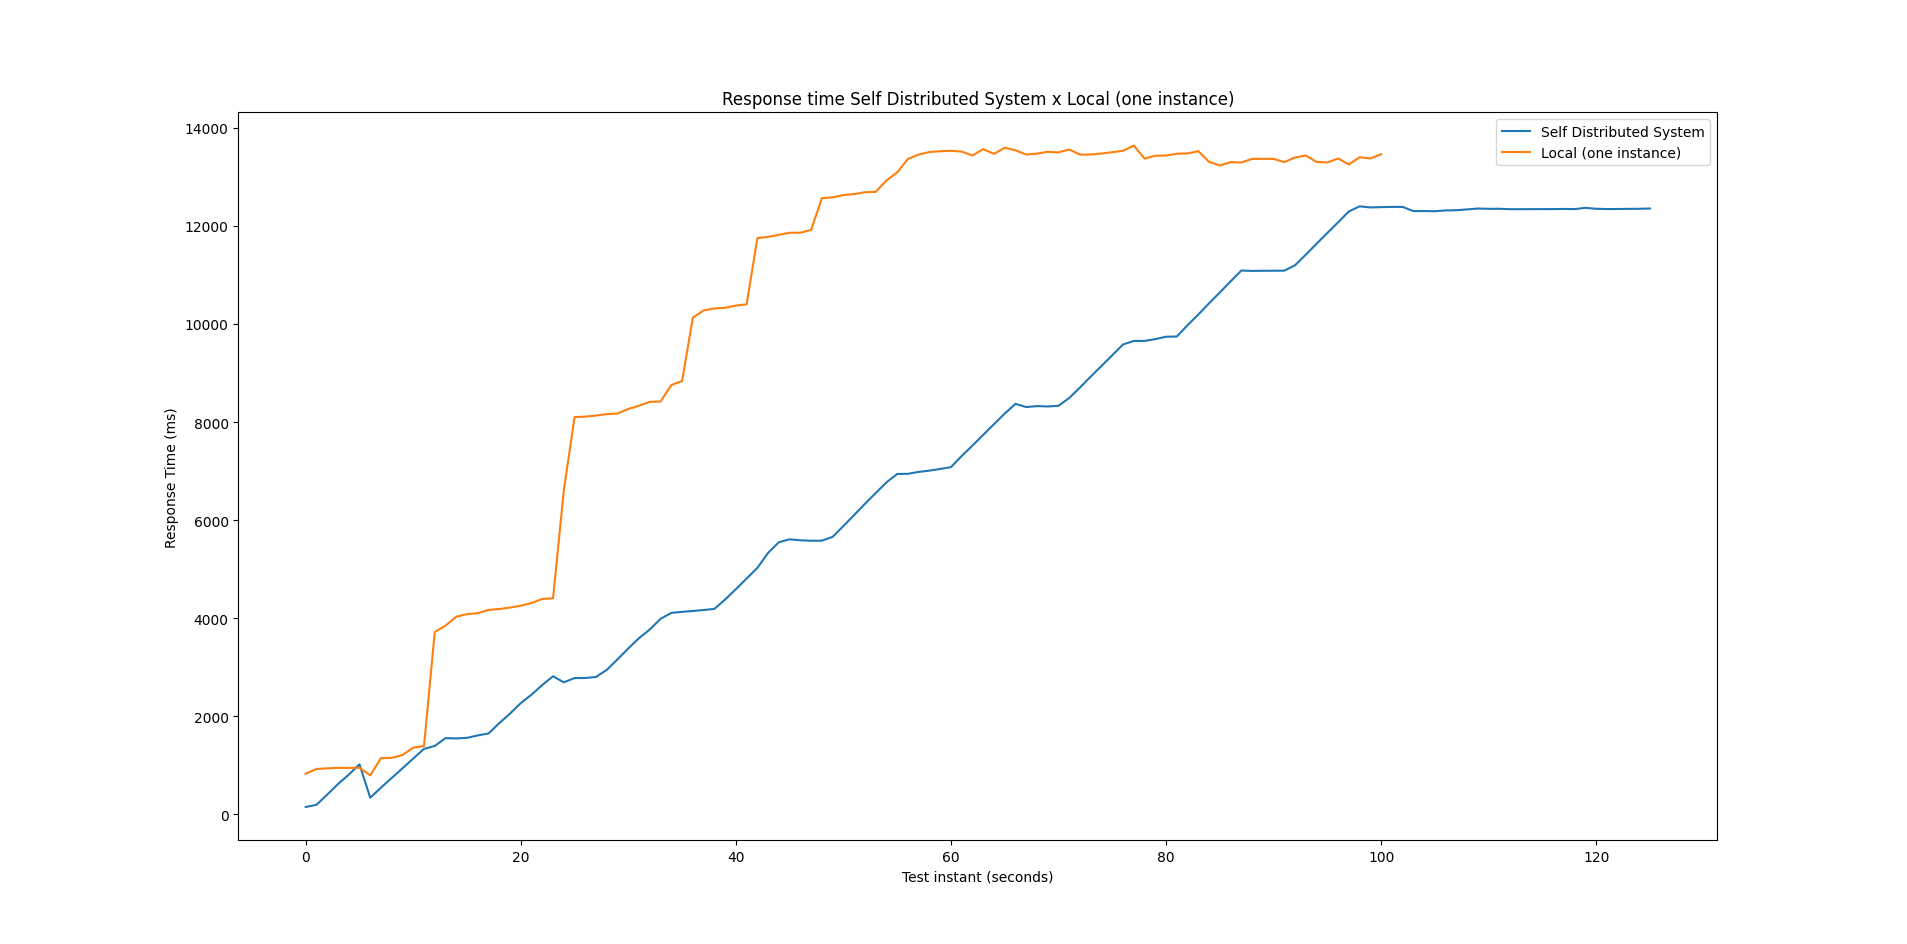 Response time Self Distributed System x Local (one instance)
Self Distributed System
Local (one instance)
Response Time (ms)
14000
12000
10000
8000
6000
4000
2000
0
0 20 40 60 80 100 120
Test instant (seconds)